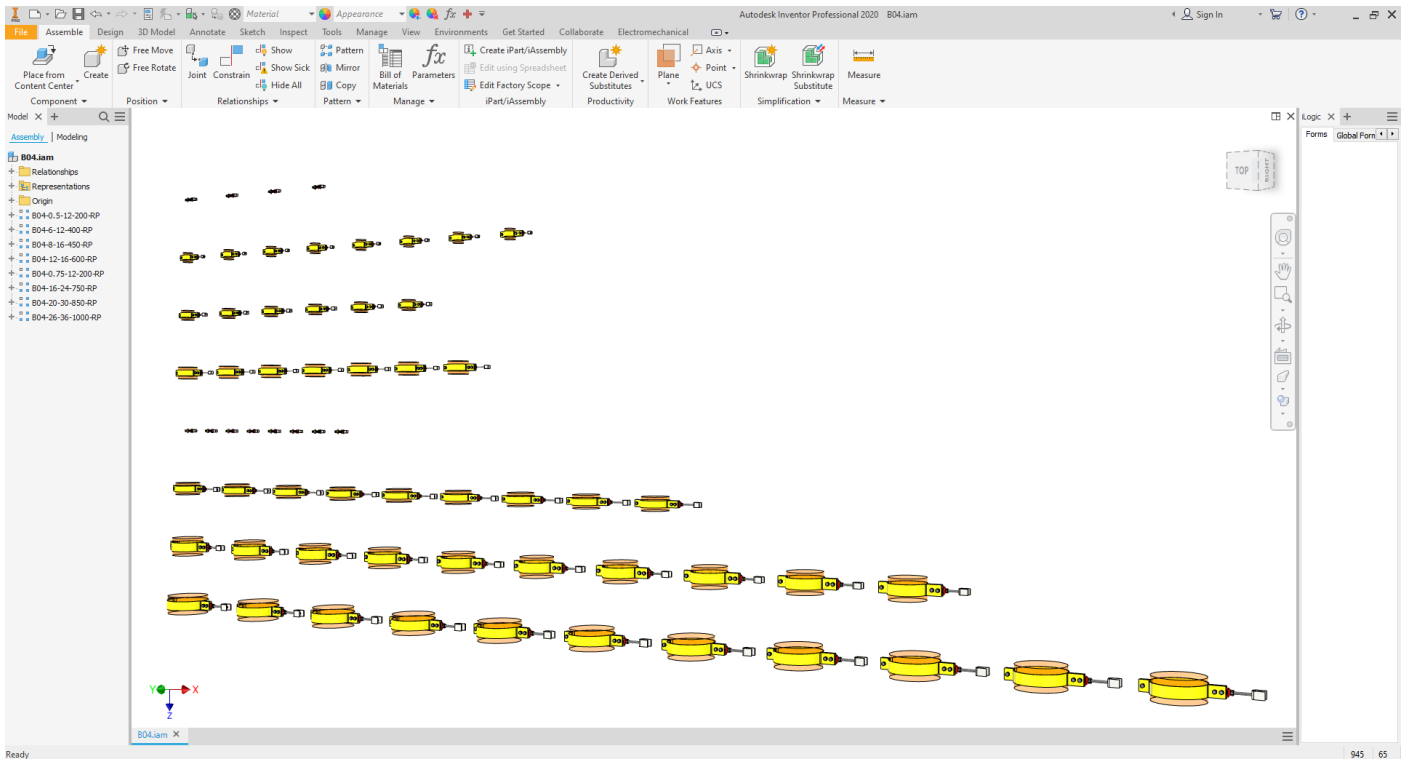 Material Appearance fx Autodesk Inventor Professional 2020 B04.iam Sign In
File Assemble Design 3D Model Annotate Sketch Inspect Tools Manage View Environments Get Started Collaborate Electromechanical
Place from Content Center
Create
Free Move
Free Rotate
Joint
Constrain
Show
Show Sick
Hide All
Pattern
Mirror
Copy
Bill of Materials
fx
Parameters
Create iPart/iAssembly
Edit using Spreadsheet
Edit Factory Scope
Create Derived Substitutes
Plane
Axis
Point
UCS
Shrinkwrap
Shrinkwrap Substitute
Measure
Component Position Relationships Pattern Manage iPart/iAssembly Productivity Work Features Simplification Measure
Model X +
Assembly | Modeling
B04.iam
Relationships
Representations
Origin
B04-0.5-12-200-RP
B04-6-12-400-RP
B04-8-16-450-RP
B04-12-16-600-RP
B04-0.75-12-200-RP
B04-16-24-750-RP
B04-20-30-850-RP
B04-26-36-1000-RP
iLogic X +
Forms Global Forn
TOP
RIGHT
Y X
Z
B04.iam X
Ready 945 65